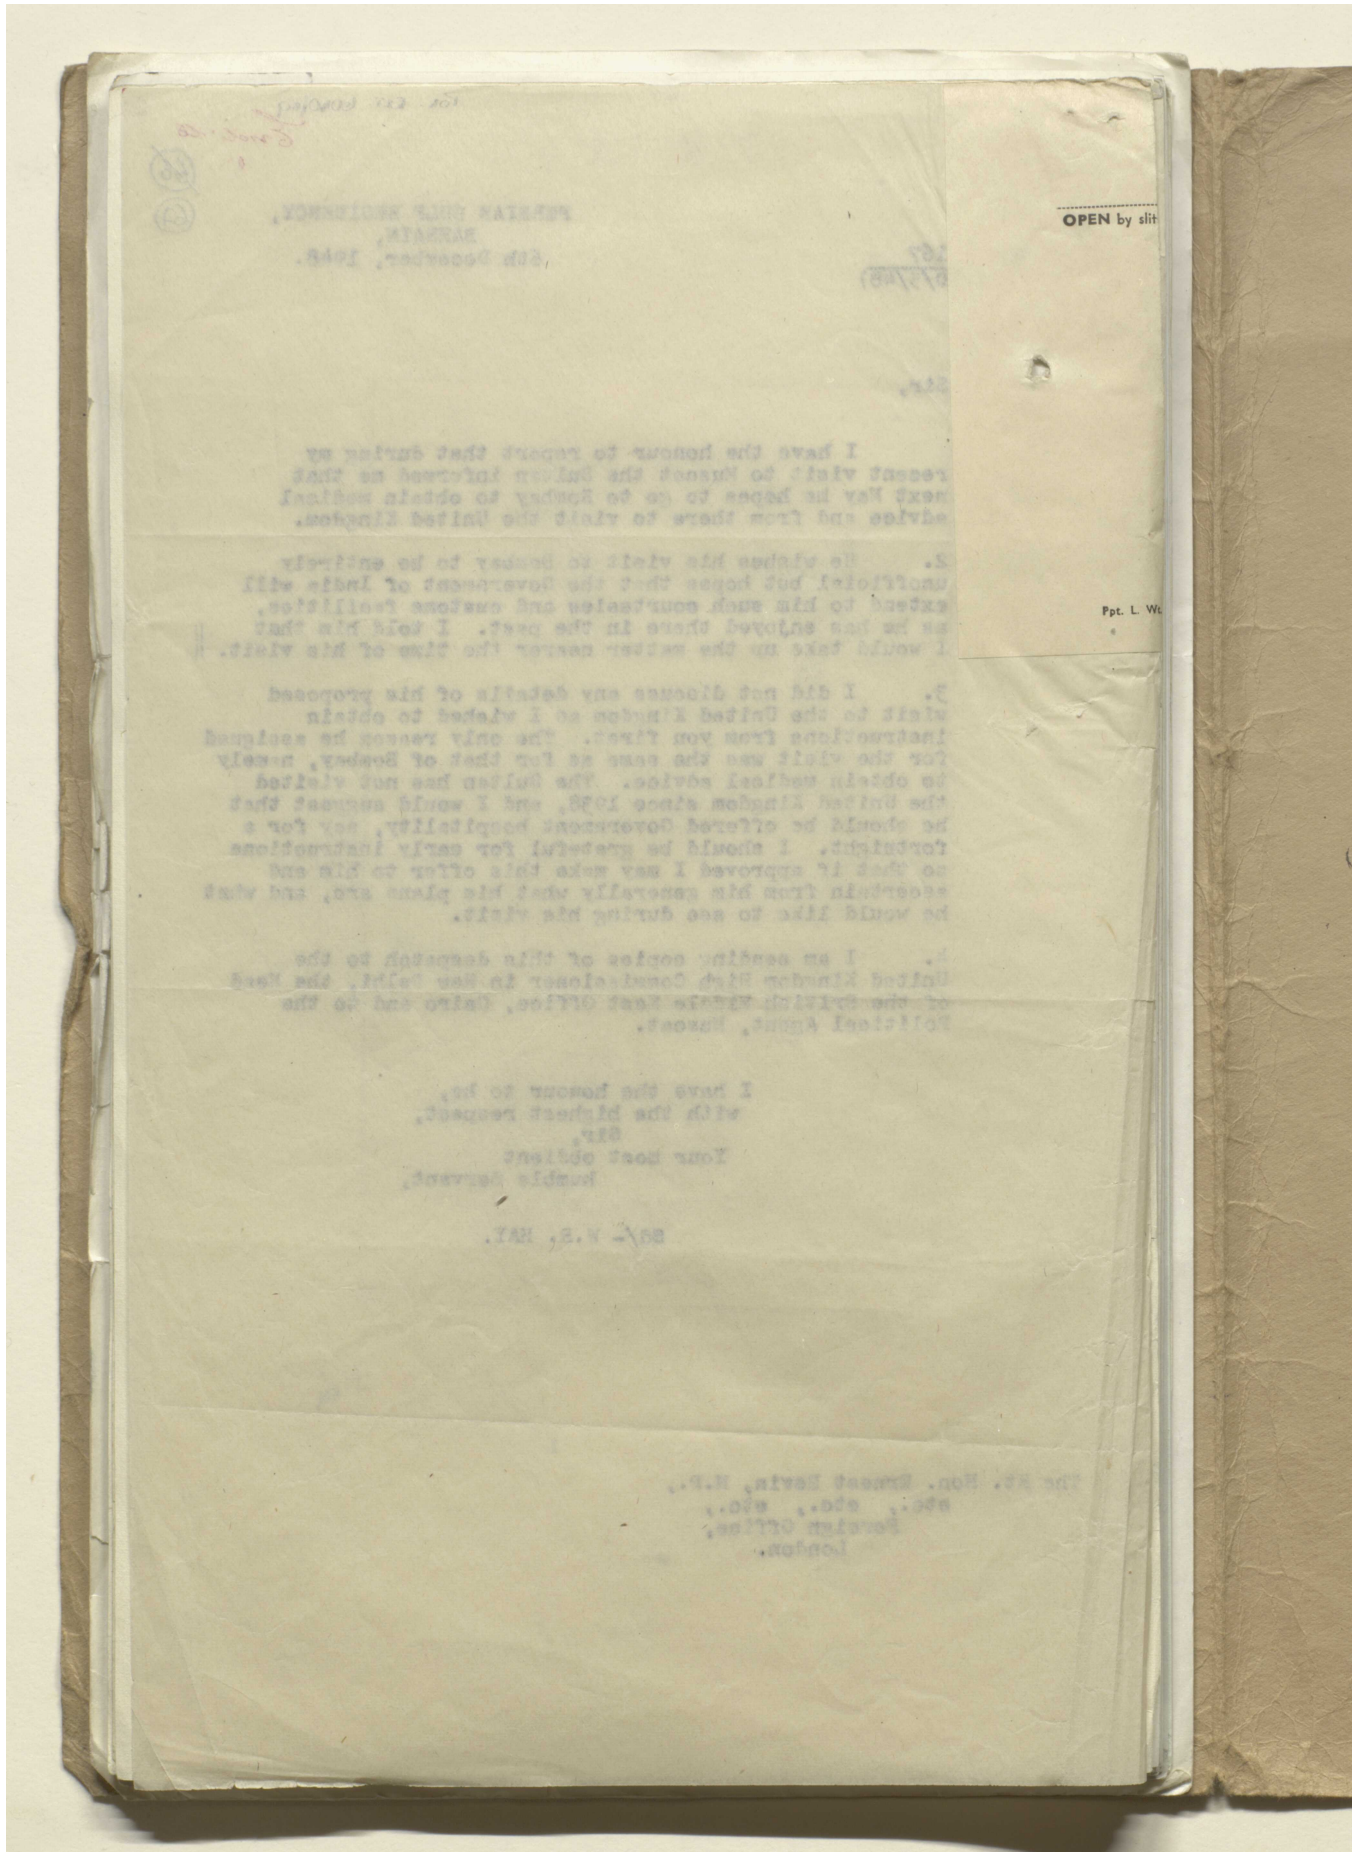 OPEN by slit
Ppt. L. Wt
PERSIAN GULF RESIDENCY,
BAHRAIN,
6th December, 1948.
167
6/5/48)
Sir,
I have the honour to report that during my
recent visit to Muscat the Sultan informed me that
next May he hopes to go to Bombay to obtain medical
advice and from there to visit the United Kingdom.
2. He wishes his visit to Bombay to be entirely
unofficial but hopes that the Government of India will
extend to him such courtesies and customs facilities,
as he has enjoyed there in the past. I told him that
I would take up the matter nearer the time of his visit.
3. I did not discuss any details of his proposed
visit to the United Kingdom as I wished to obtain
instructions from you first. The only reason he assigned
for the visit was the same as for that of Bombay, namely
to obtain medical advice. The Sultan has not visited
the United Kingdom since 1938, and I would suggest that
he should be offered Government hospitality, say for a
fortnight. I should be grateful for early instructions
so that if approved I may make this offer to him and
ascertain from him generally what his plans are, and what
he would like to see during his visit.
4. I am sending copies of this despatch to the
United Kingdom High Commissioner in New Delhi, the Head
of the British Middle East Office, Cairo and to the
Political Agent, Muscat.
I have the honour to be,
with the highest respect,
Sir,
Your most obdient
humble servant,
Sd/- W.R. HAY.
The Rt. Hon. Ernest Bevin, M.P.,
etc., etc., etc.,
Foreign Office,
London.